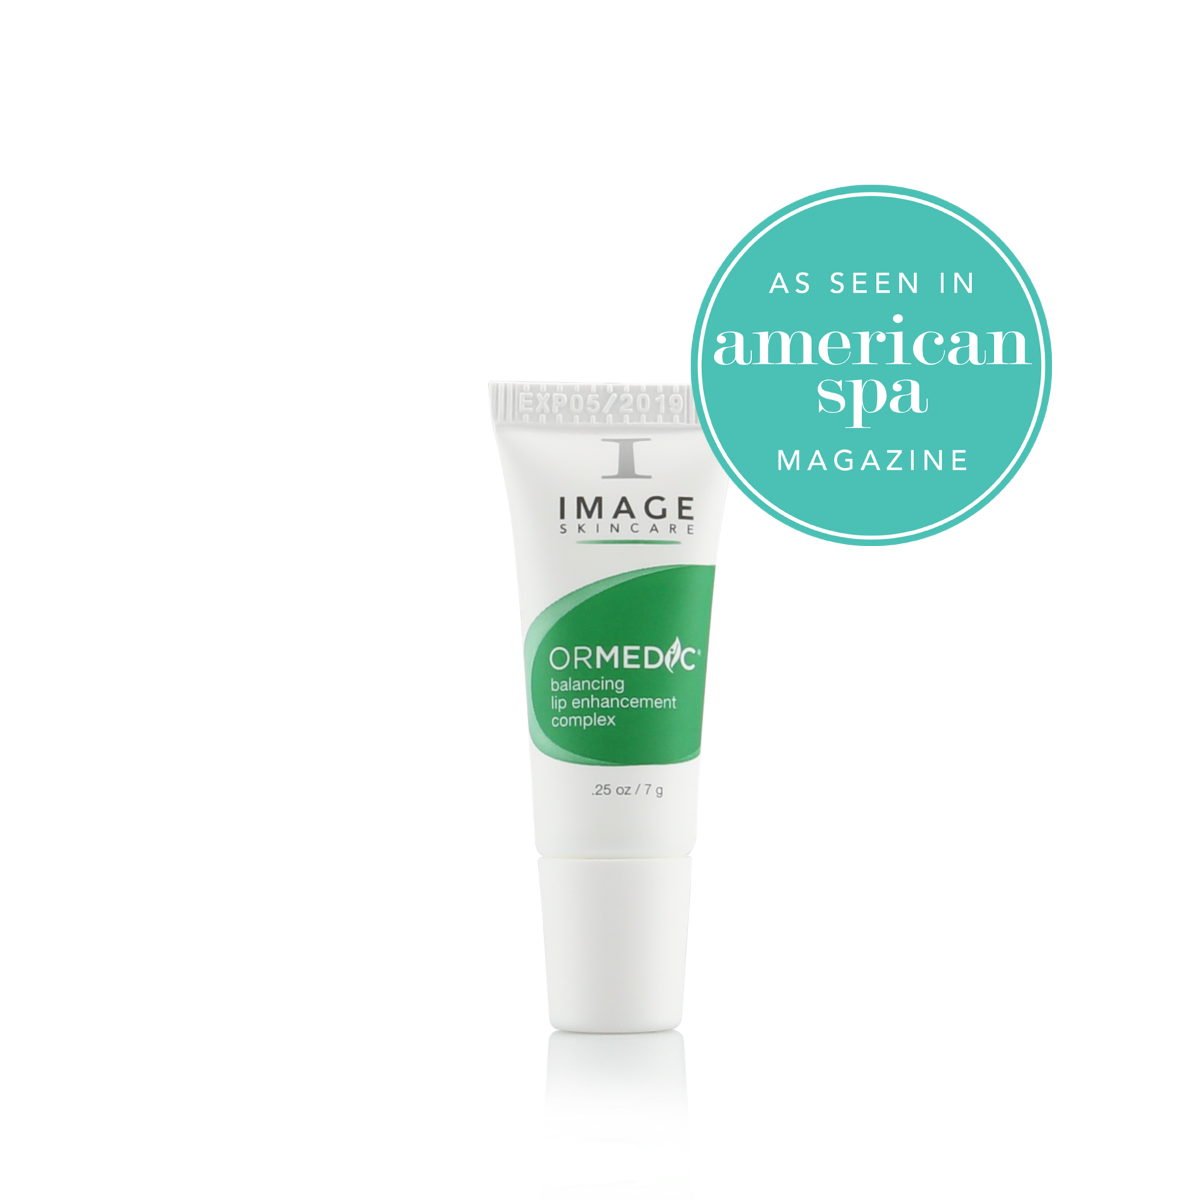 AS SEEN IN
american
spa
MAGAZINE
EXP05/2019
I
IMAGE
SKINCARE
ORMEDIC®
balancing
lip enhancement
complex
.25 oz / 7 g